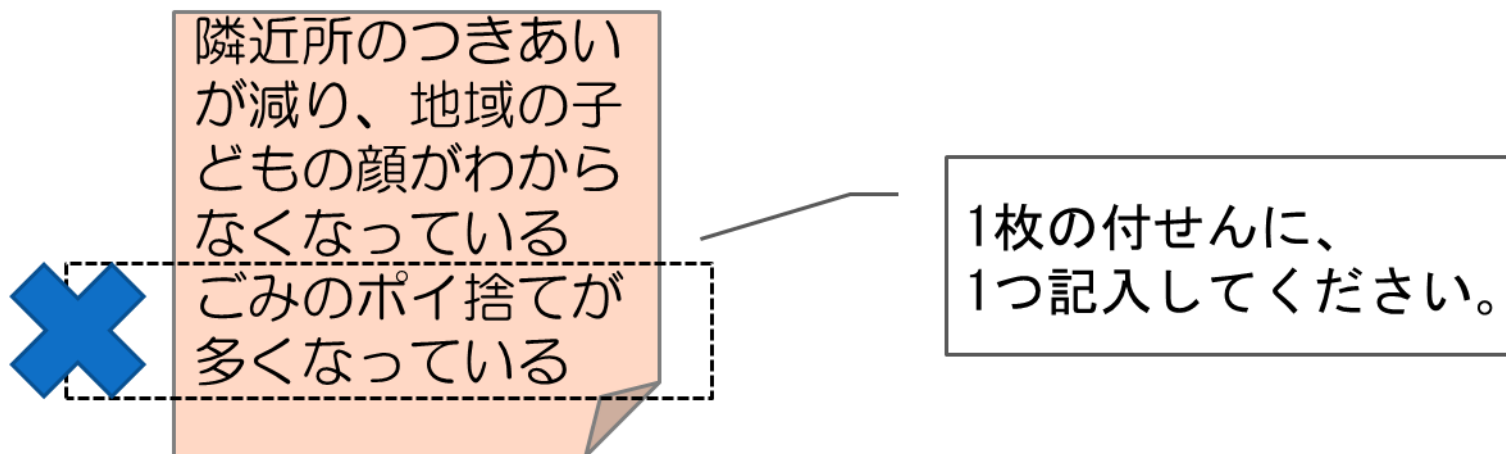 隣近所のつきあい
が減り、地域の子
どもの顔がわから
なくなっている
ごみのポイ捨てが
多くなっている
1枚の付せんに、
1つ記入してください。